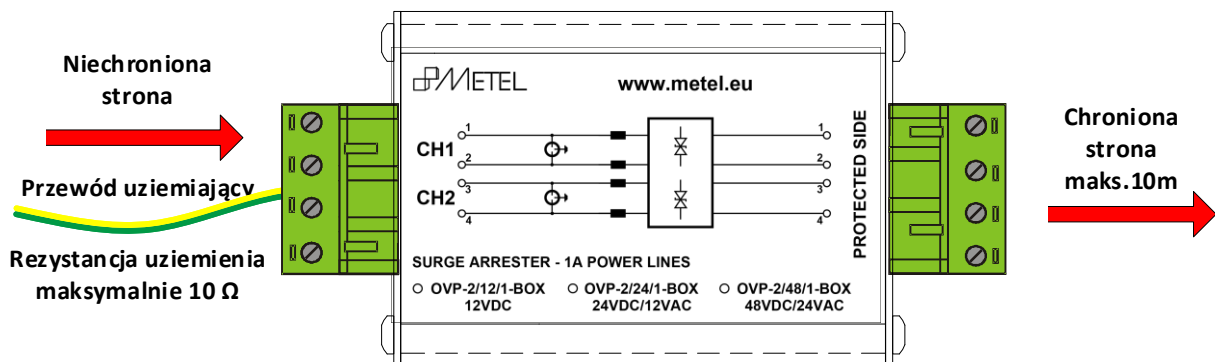 Niechroniona
strona
Przewód uziemiający
Rezystancja uziemienia
maksymalnie 10 Ω
METEL
www.metel.eu
1
CH1
2
3
CH2
4
1
2
3
4
PROTECTED SIDE
SURGE ARRESTER - 1A POWER LINES
OVP-2/12/1-BOX
12VDC
OVP-2/24/1-BOX
24VDC/12VAC
OVP-2/48/1-BOX
48VDC/24VAC
Chroniona
strona
maks.10m